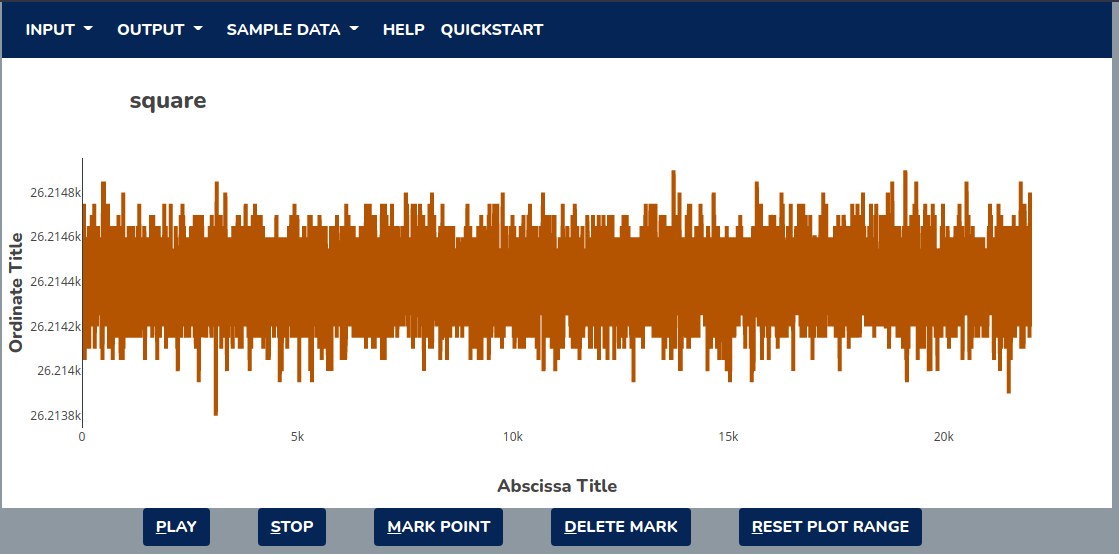 INPUT OUTPUT SAMPLE DATA HELP QUICKSTART
square
26.2148k
26.2146k
26.2144k
26.2142k
26.214k
26.2138k
Ordinate Title
0 5k 10k 15k 20k
Abscissa Title
PLAY STOP MARK POINT DELETE MARK RESET PLOT RANGE